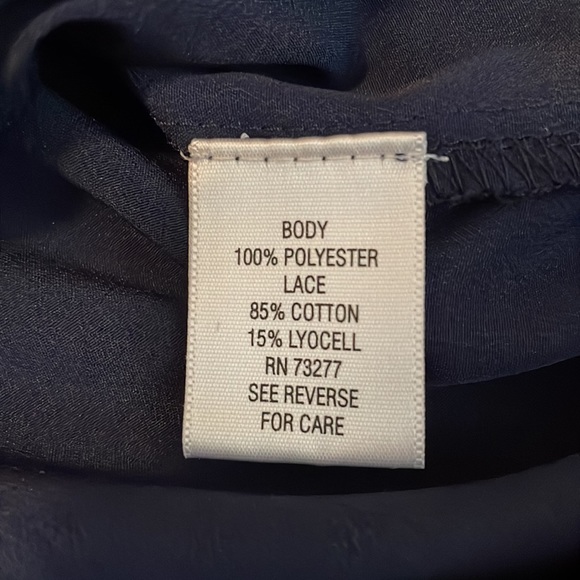 BODY
100% POLYESTER
LACE
85% COTTON
15% LYOCELL
RN 73277
SEE REVERSE
FOR CARE